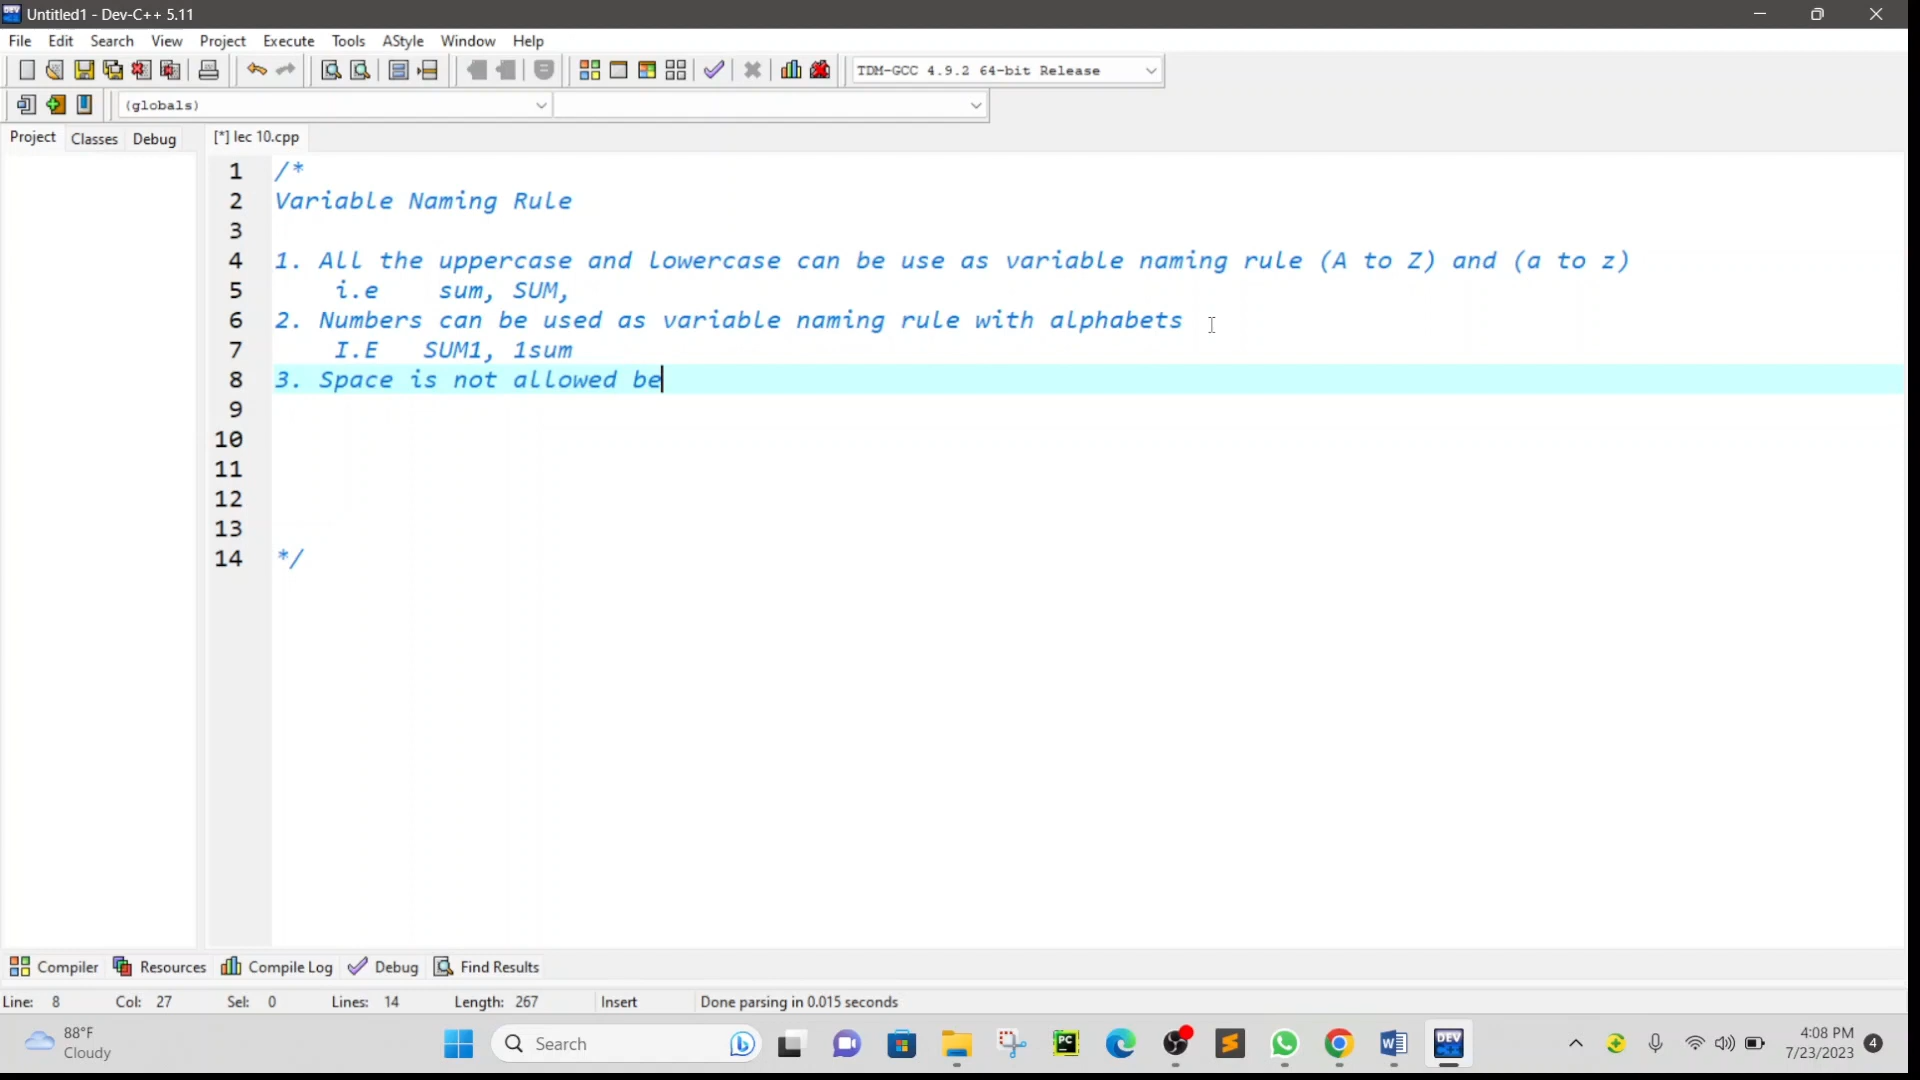 Untitled1 - Dev-C++ 5.11
File Edit Search View Project Execute Tools AStyle Window Help
TDM-GCC 4.9.2 64-bit Release
(globals)
Project Classes Debug [*] lec 10.cpp
1 /*
2 Variable Naming Rule
3
4 1. All the uppercase and lowercase can be use as variable naming rule (A to Z) and (a to z)
5 i.e sum, SUM,
6 2. Numbers can be used as variable naming rule with alphabets
7 I.E SUM1, 1sum
8 3. Space is not allowed be
9
10
11
12
13
14 */
Compiler Resources Compile Log Debug Find Results
Line: 8 Col: 27 Sel: 0 Lines: 14 Length: 267 Insert Done parsing in 0.015 seconds
88°F
Cloudy
Search
PC
DEV
4:08 PM
7/23/2023
4